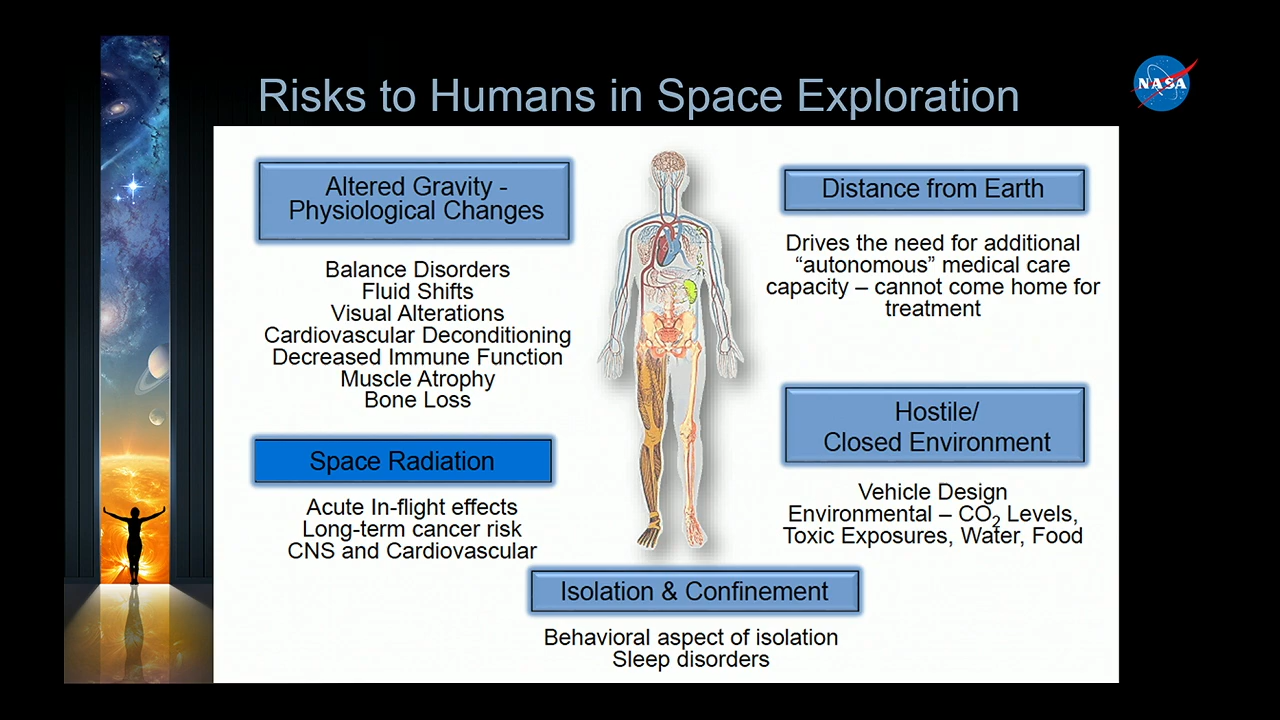 Risks to Humans in Space Exploration
NASA
Altered Gravity -
Physiological Changes
Balance Disorders
Fluid Shifts
Visual Alterations
Cardiovascular Deconditioning
Decreased Immune Function
Muscle Atrophy
Bone Loss
Space Radiation
Acute In-flight effects
Long-term cancer risk
CNS and Cardiovascular
Distance from Earth
Drives the need for additional
“autonomous” medical care
capacity – cannot come home for
treatment
Hostile/
Closed Environment
Vehicle Design
Environmental – CO₂ Levels,
Toxic Exposures, Water, Food
Isolation & Confinement
Behavioral aspect of isolation
Sleep disorders